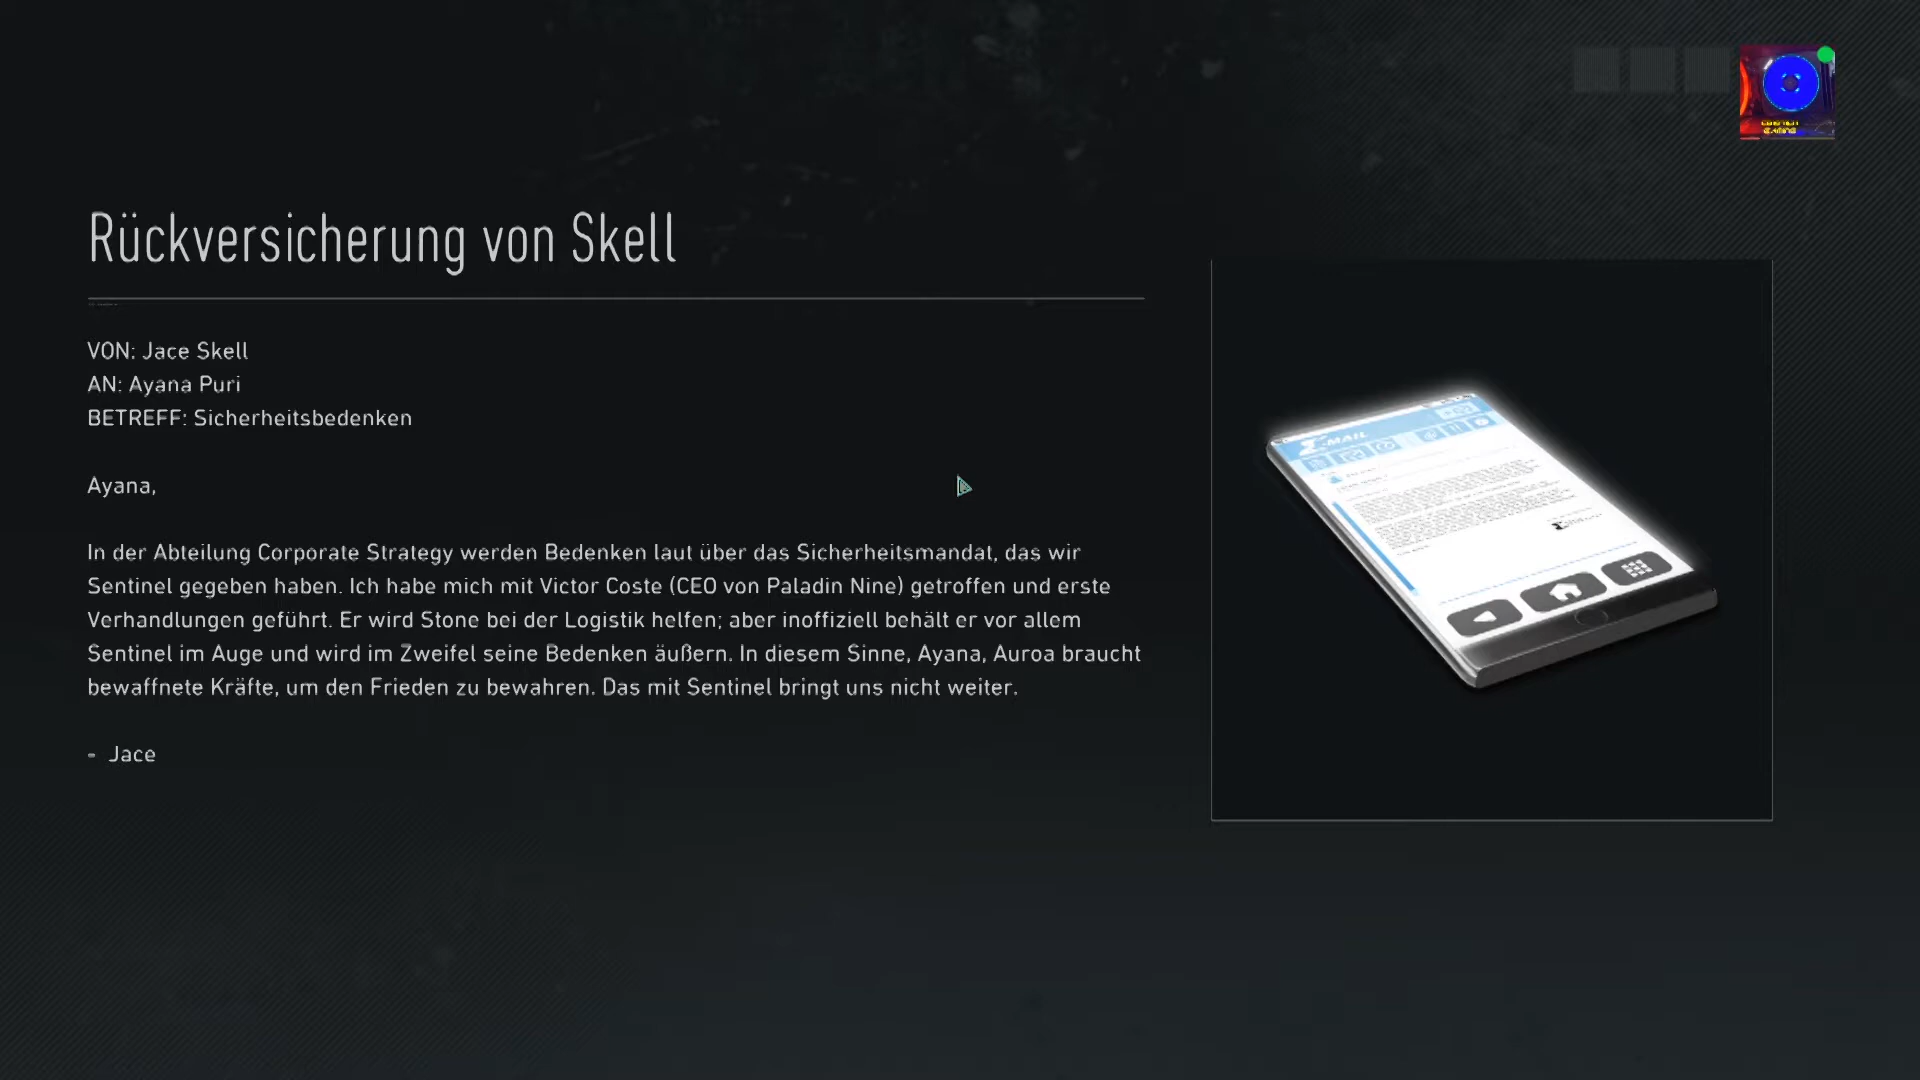 Rückversicherung von Skell
VON: Jace Skell
AN: Ayana Puri
BETREFF: Sicherheitsbedenken
Ayana,
In der Abteilung Corporate Strategy werden Bedenken laut über das Sicherheitsmandat, das wir
Sentinel gegeben haben. Ich habe mich mit Victor Coste (CEO von Paladin Nine) getroffen und erste
Verhandlungen geführt. Er wird Stone bei der Logistik helfen; aber inoffiziell behält er vor allem
Sentinel im Auge und wird im Zweifel seine Bedenken äußern. In diesem Sinne, Ayana, Auroa braucht
bewaffnete Kräfte, um den Frieden zu bewahren. Das mit Sentinel bringt uns nicht weiter.
- Jace
GAMING